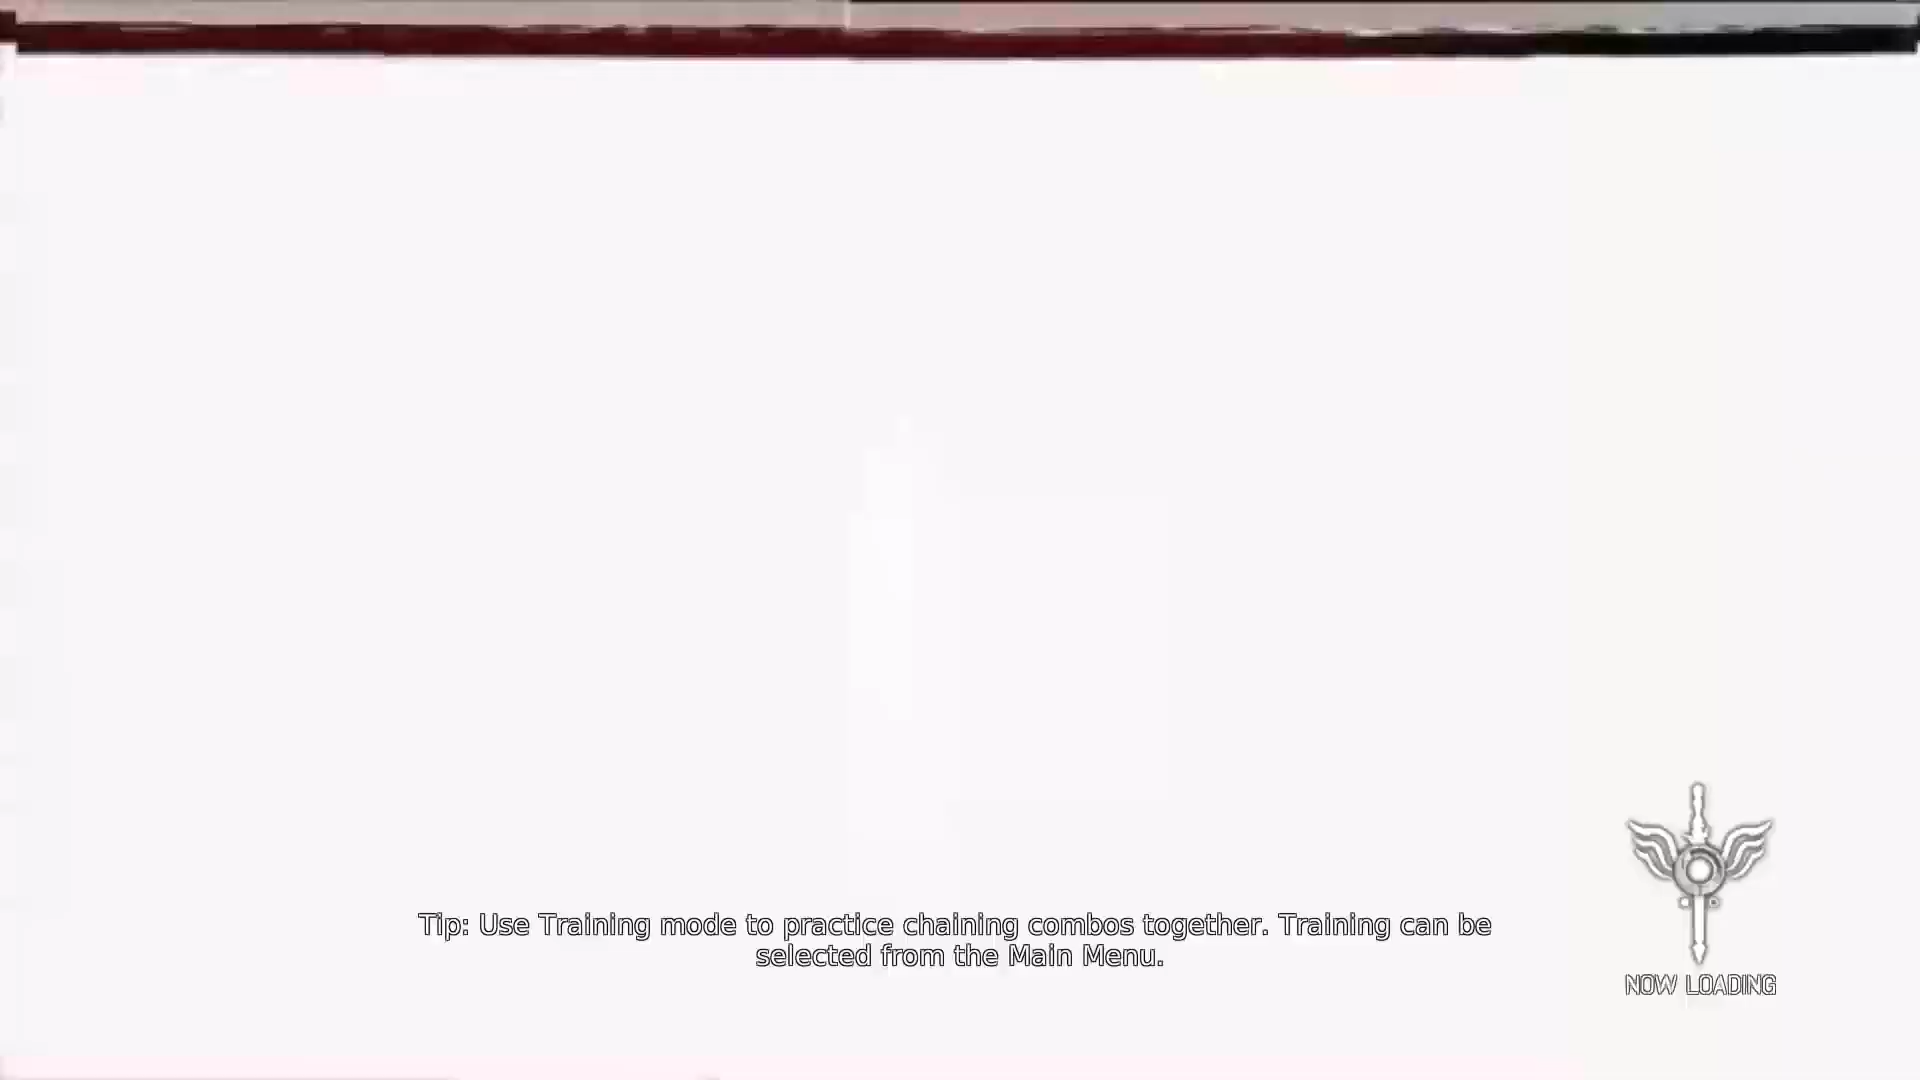 Tip: Use Training mode to practice chaining combos together. Training can be
selected from the Main Menu.
NOW LOADING